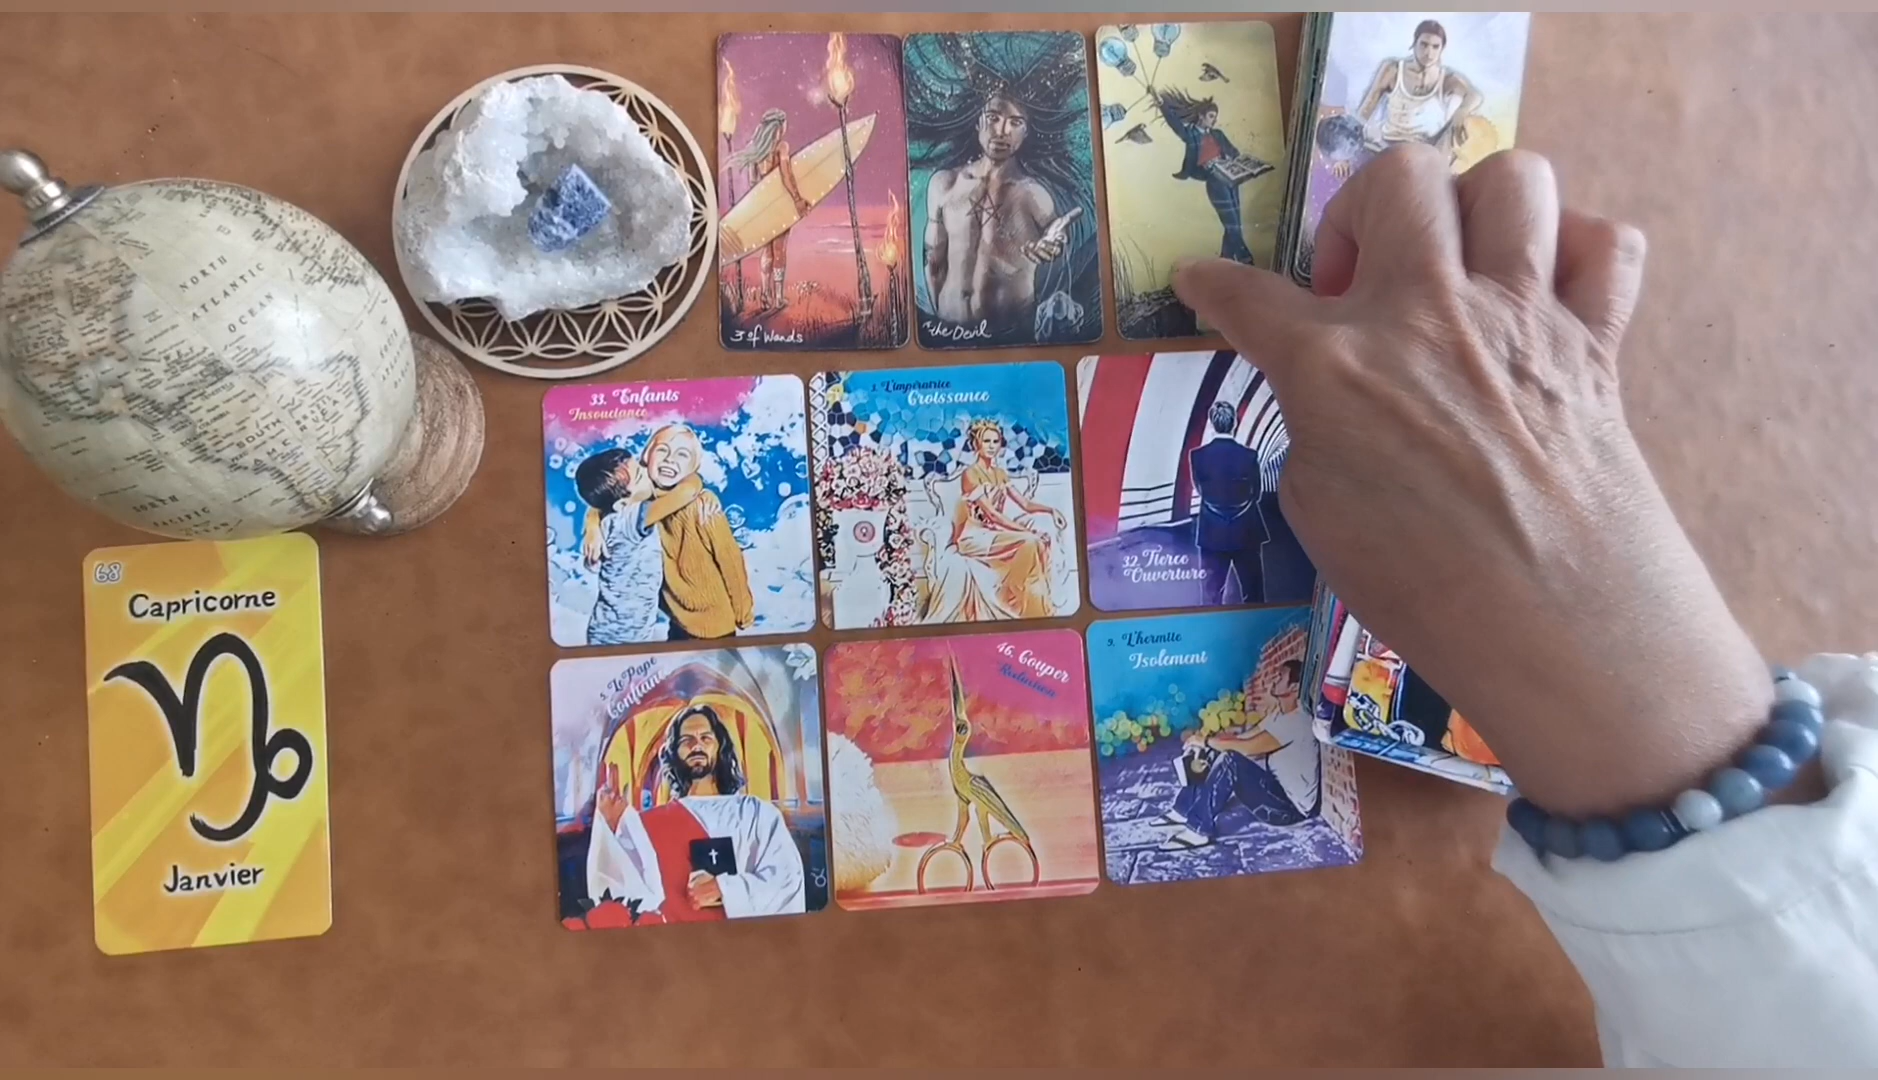 NORTH
ATLANTIC
OCEAN
SOUTH
3 of Wands
the Devil
33. Enfants
Insouciance
3. L'impératrice
Croissance
32. Tierce
Ouverture
68
Capricorne
Janvier
5. Le Pape
46. Couper
9. L'hermite
Isolement